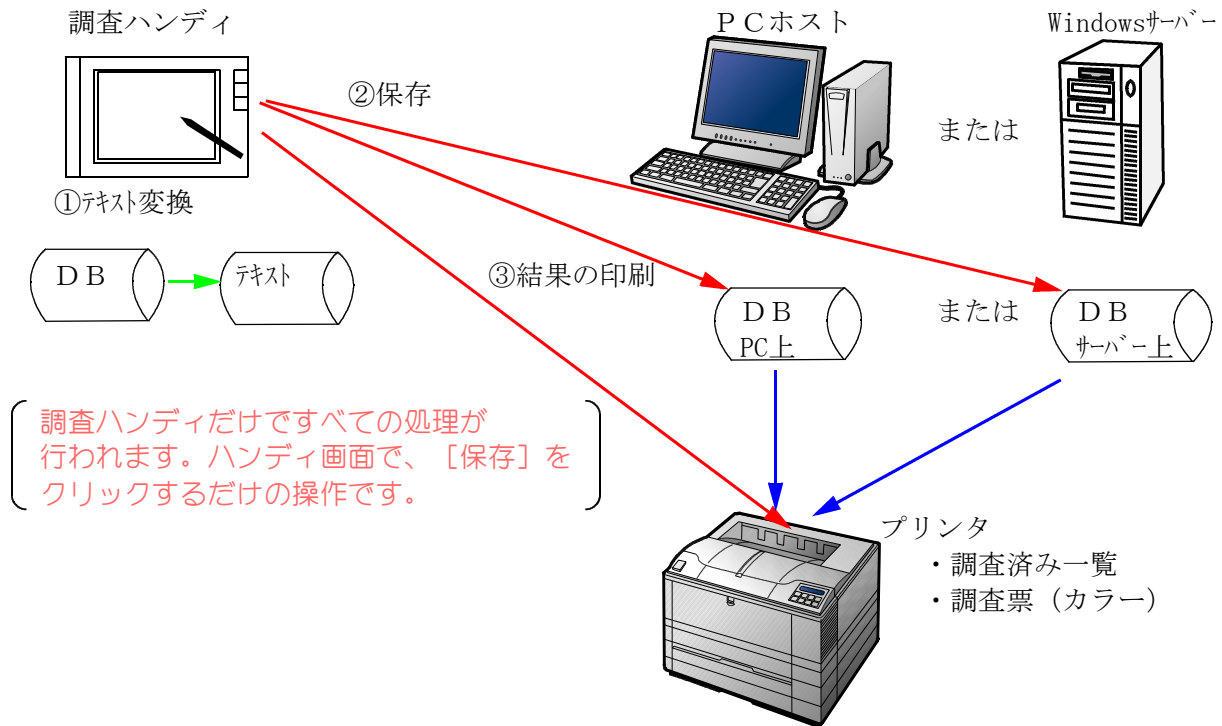 調査ハンディ
ＰＣホスト
Windowsｻｰﾊﾞｰ
②保存
または
①ﾃｷｽﾄ変換
ＤＢ
ﾃｷｽﾄ
③結果の印刷
ＤＢ
PC上
または
ＤＢ
ｻｰﾊﾞｰ上
調査ハンディだけですべての処理が
行われます。ハンディ画面で、［保存］を
クリックするだけの操作です。
プリンタ
・調査済み一覧
・調査票（カラー）